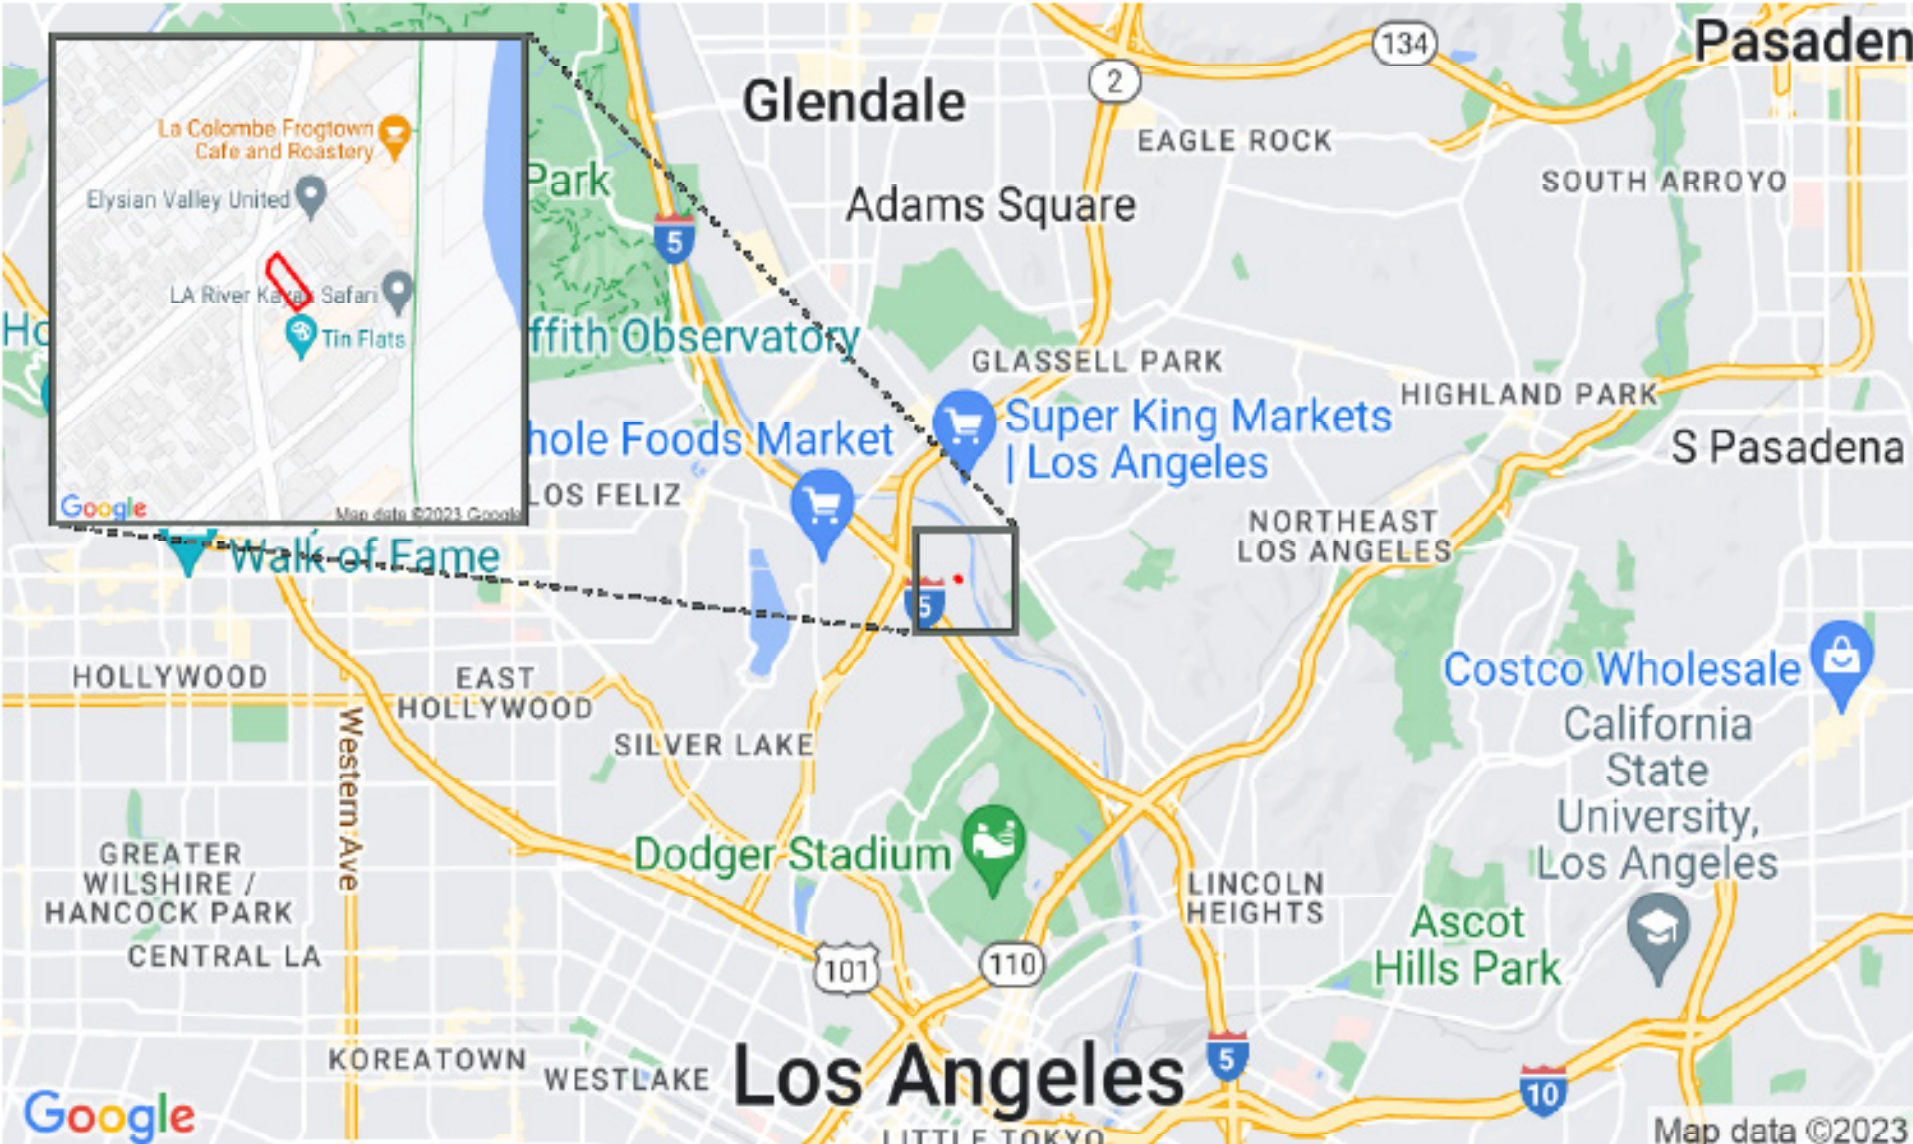 134
Pasaden
2
Glendale
EAGLE ROCK
SOUTH ARROYO
La Colombe Frogtown
Cafe and Roastery
Elysian Valley United
LA River Kayak Safari
Tin Flats
Google
Map data ©2023 Google
Park
5
Adams Square
Ho
ffith Observatory
GLASSELL PARK
HIGHLAND PARK
hole Foods Market
Super King Markets
| Los Angeles
S Pasadena
LOS FELIZ
NORTHEAST
LOS ANGELES
Walk of Fame
5
HOLLYWOOD
EAST
HOLLYWOOD
Costco Wholesale
California
State
University,
Los Angeles
SILVER LAKE
Western Ave
Dodger Stadium
GREATER
WILSHIRE /
HANCOCK PARK
LINCOLN
HEIGHTS
Ascot
Hills Park
CENTRAL LA
101
110
KOREATOWN
WESTLAKE
Los Angeles
5
10
Google
LITTLE TOKYO
Map data ©2023